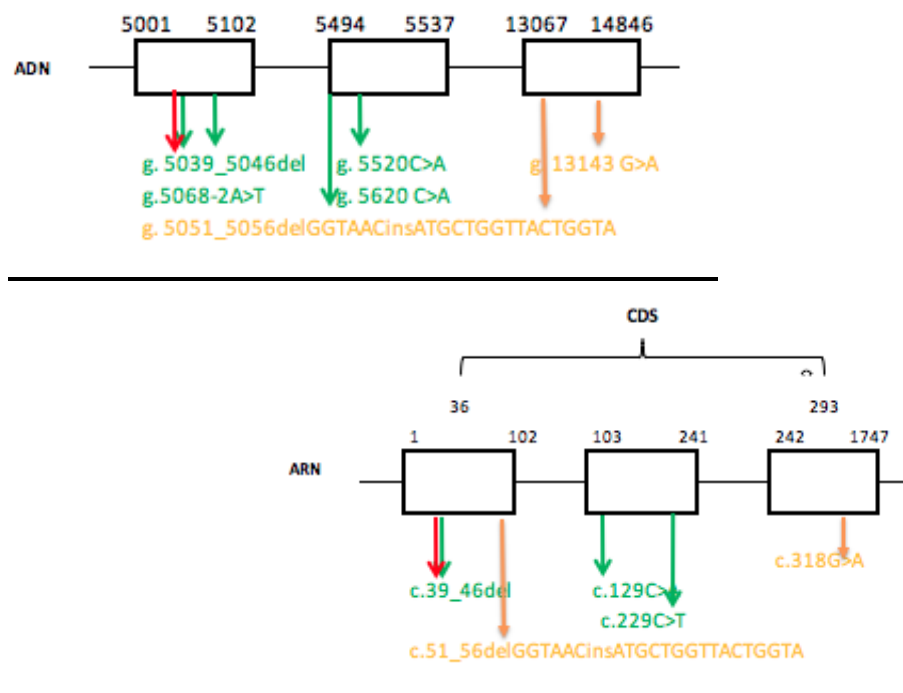 5001 5102 5494 5537 13067 14846
ADN
g. 5039_5046del g. 5520C>A g. 13143 G>A
g.5068-2A>T g. 5620 C>A
g. 5051_5056delGGTAACinsATGCTGGTTACTGGTA
CDS
36 293
1 102 103 241 242 1747
ARN
c.318G>A
c.39_46del c.129C>
c.229C>T
c.51_56delGGTAACinsATGCTGGTTACTGGTA